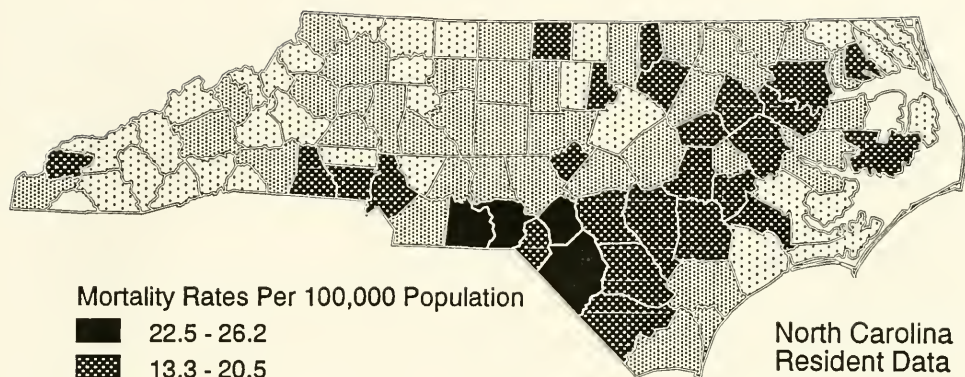 Mortality Rates Per 100,000 Population
22.5 - 26.2
13.3 - 20.5
North Carolina
Resident Data